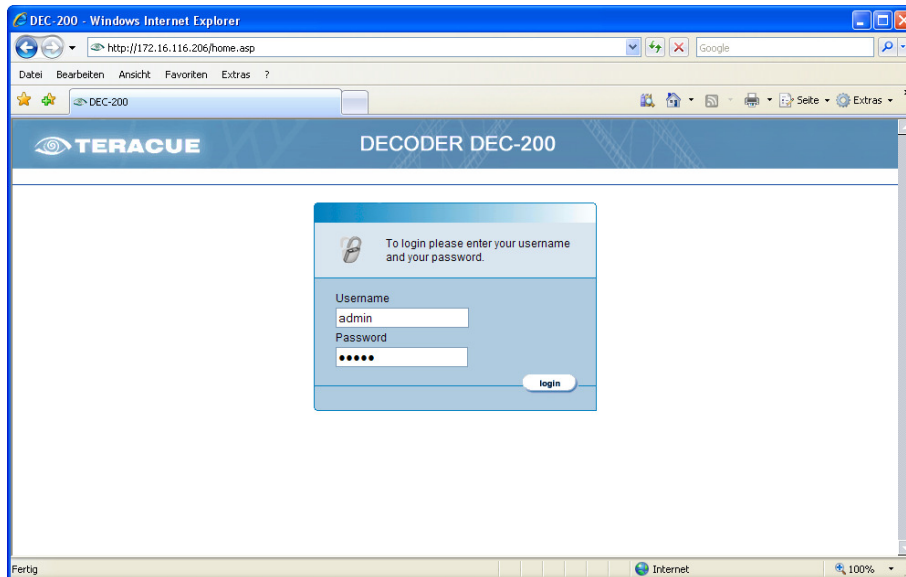 DEC-200 - Windows Internet Explorer
http://172.16.116.206/home.asp
Google
Datei Bearbeiten Ansicht Favoriten Extras ?
DEC-200
Seite
Extras
TERACUE
DECODER DEC-200
To login please enter your username
and your password.
Username
admin
Password
•••••
login
Fertig
Internet
100%